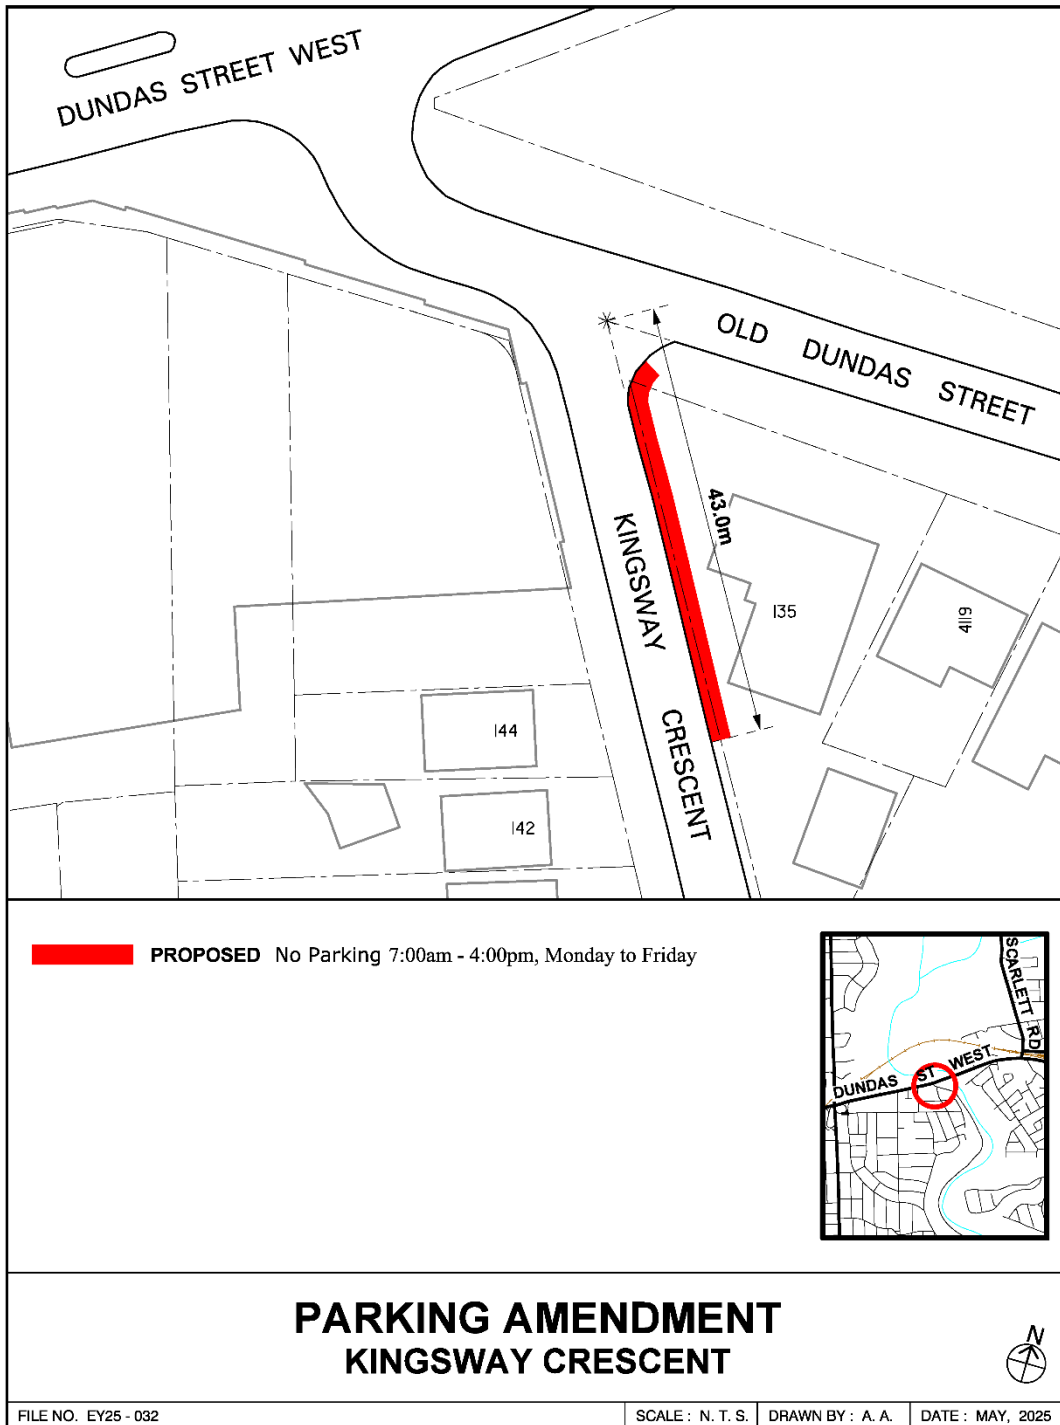 DUNDAS STREET WEST
OLD DUNDAS STREET
43.0m
KINGSWAY CRESCENT
135
4119
144
142
PROPOSED No Parking 7:00am - 4:00pm, Monday to Friday
SCARLETT RD
DUNDAS ST WEST
PARKING AMENDMENT
KINGSWAY CRESCENT
N
FILE NO. EY25 - 032
SCALE : N. T. S.
DRAWN BY : A. A.
DATE : MAY, 2025